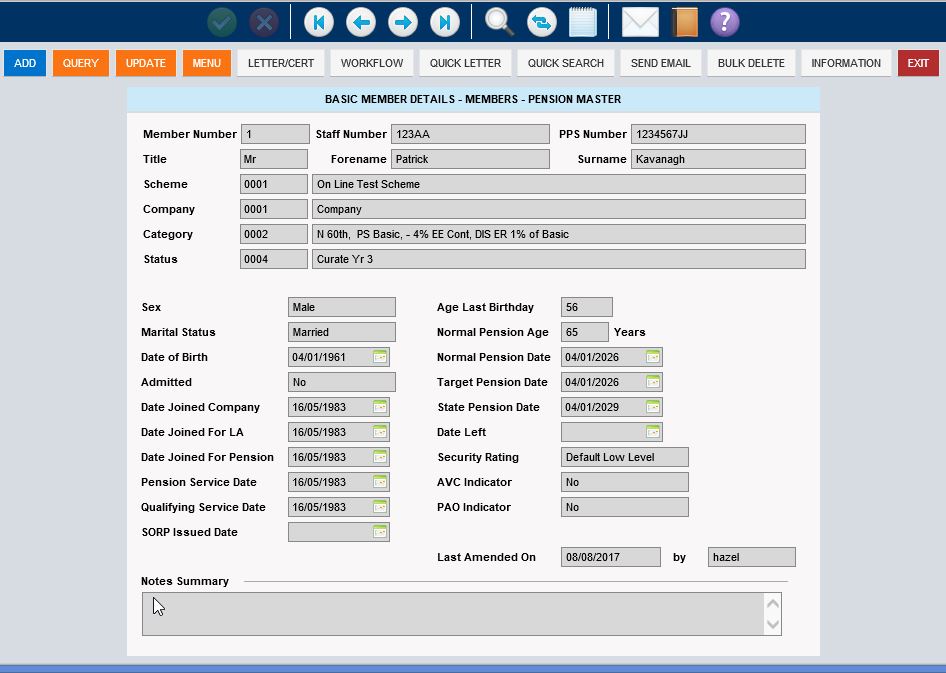 ADD QUERY UPDATE MENU LETTER/CERT WORKFLOW QUICK LETTER QUICK SEARCH SEND EMAIL BULK DELETE INFORMATION EXIT
BASIC MEMBER DETAILS - MEMBERS - PENSION MASTER
Member Number 1 Staff Number 123AA PPS Number 1234567JJ
Title Mr Forename Patrick Surname Kavanagh
Scheme 0001 On Line Test Scheme
Company 0001 Company
Category 0002 N 60th, PS Basic, - 4% EE Cont, DIS ER 1% of Basic
Status 0004 Curate Yr 3
Sex Male Age Last Birthday 56
Marital Status Married Normal Pension Age 65 Years
Date of Birth 04/01/1961 Normal Pension Date 04/01/2026
Admitted No Target Pension Date 04/01/2026
Date Joined Company 16/05/1983 State Pension Date 04/01/2029
Date Joined For LA 16/05/1983 Date Left
Date Joined For Pension 16/05/1983 Security Rating Default Low Level
Pension Service Date 16/05/1983 AVC Indicator No
Qualifying Service Date 16/05/1983 PAO Indicator No
SORP Issued Date
Last Amended On 08/08/2017 by hazel
Notes Summary